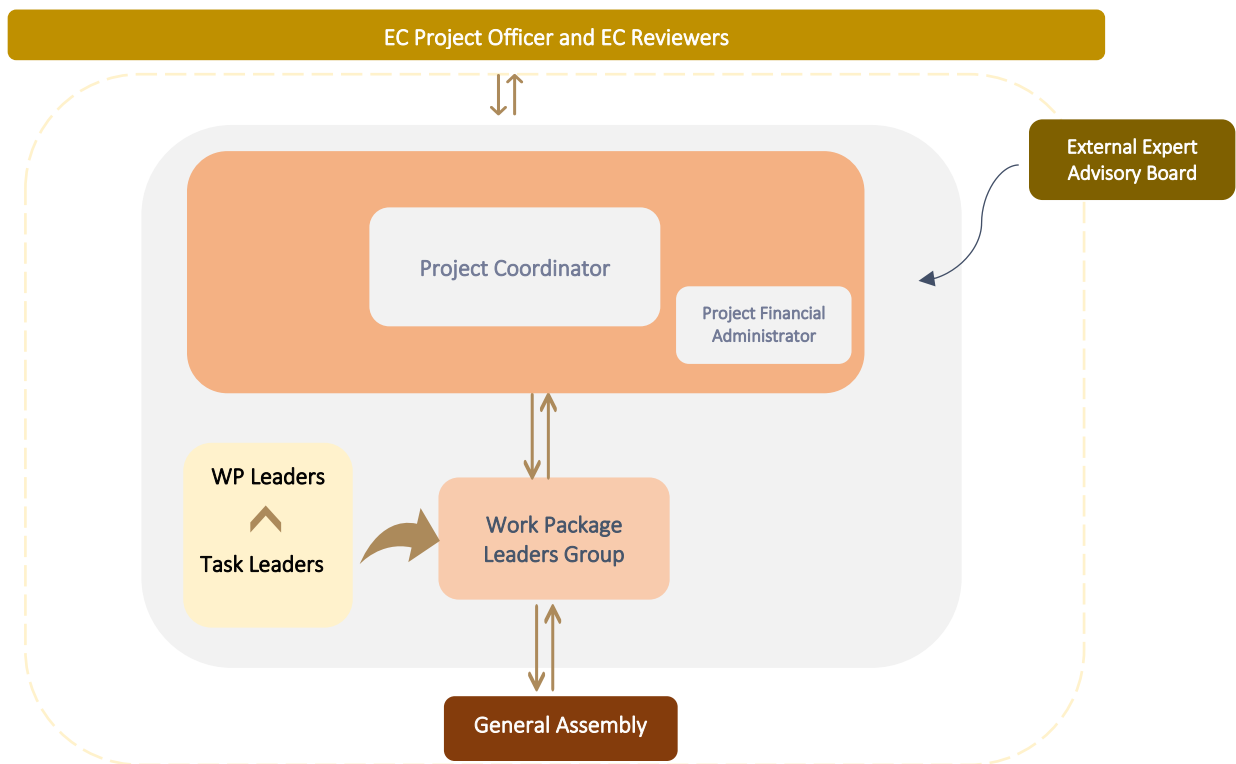 EC Project Officer and EC Reviewers
External Expert
Advisory Board
Project Coordinator
Project Financial
Administrator
WP Leaders
Task Leaders
Work Package
Leaders Group
General Assembly